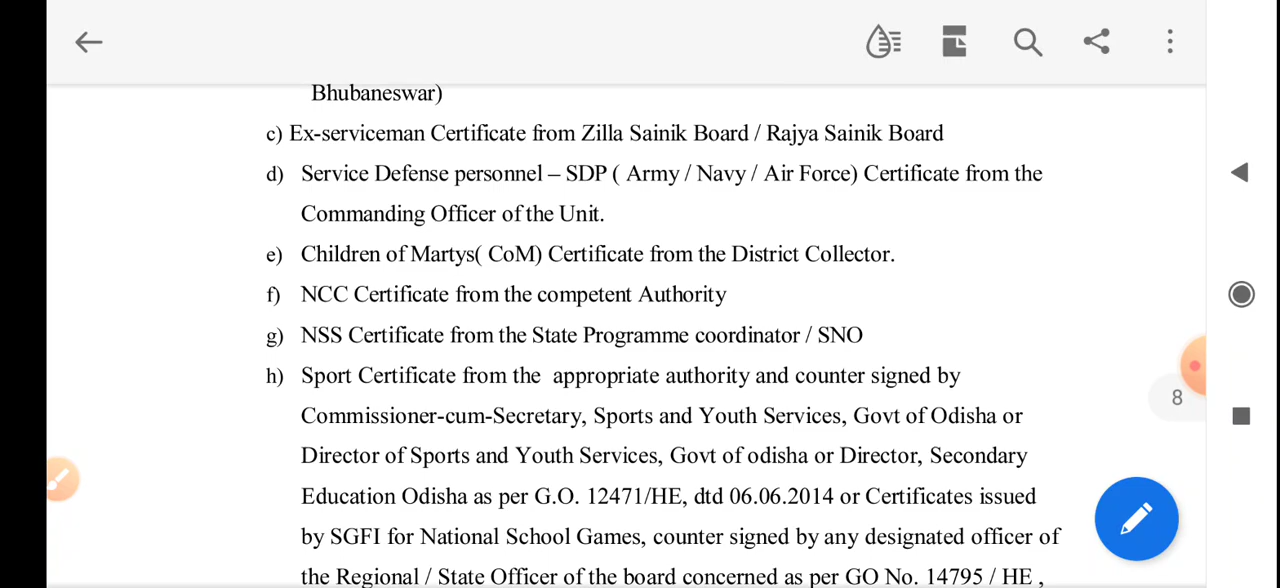 Bhubaneswar)
c) Ex-serviceman Certificate from Zilla Sainik Board / Rajya Sainik Board
d) Service Defense personnel – SDP ( Army / Navy / Air Force) Certificate from the
Commanding Officer of the Unit.
e) Children of Martys( CoM) Certificate from the District Collector.
f) NCC Certificate from the competent Authority
g) NSS Certificate from the State Programme coordinator / SNO
h) Sport Certificate from the appropriate authority and counter signed by
Commissioner-cum-Secretary, Sports and Youth Services, Govt of Odisha or
8
Director of Sports and Youth Services, Govt of odisha or Director, Secondary
Education Odisha as per G.O. 12471/HE, dtd 06.06.2014 or Certificates issued
by SGFI for National School Games, counter signed by any designated officer of
the Regional / State Officer of the board concerned as per GO No. 14795 / HE ,